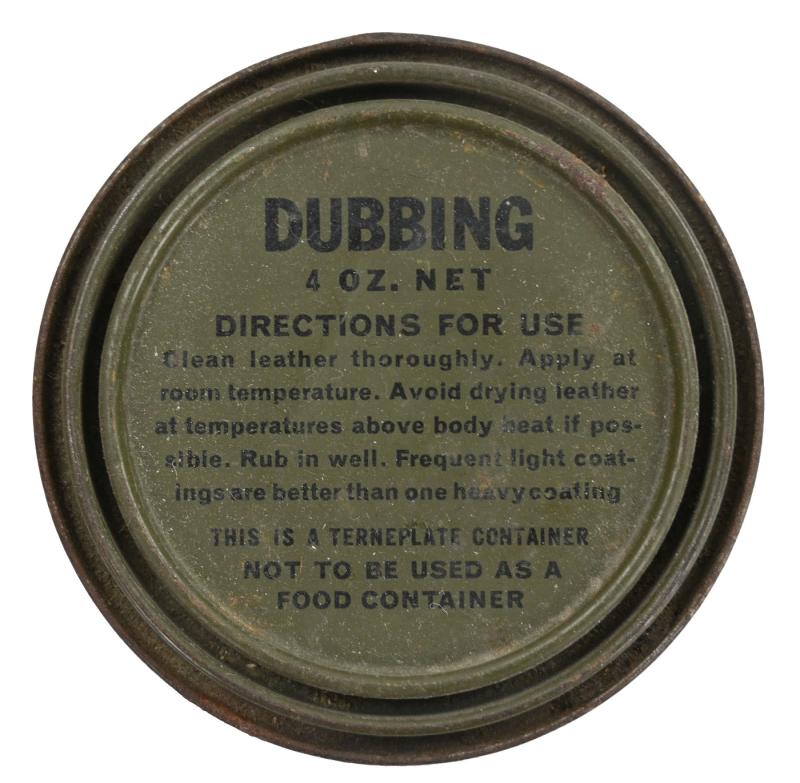 DUBBING
4 OZ. NET
DIRECTIONS FOR USE
Clean leather thoroughly. Apply at
room temperature. Avoid drying leather
at temperatures above body heat if pos-
sible. Rub in well. Frequent light coat-
ings are better than one heavy coating
THIS IS A TERNEPLATE CONTAINER
NOT TO BE USED AS A
FOOD CONTAINER